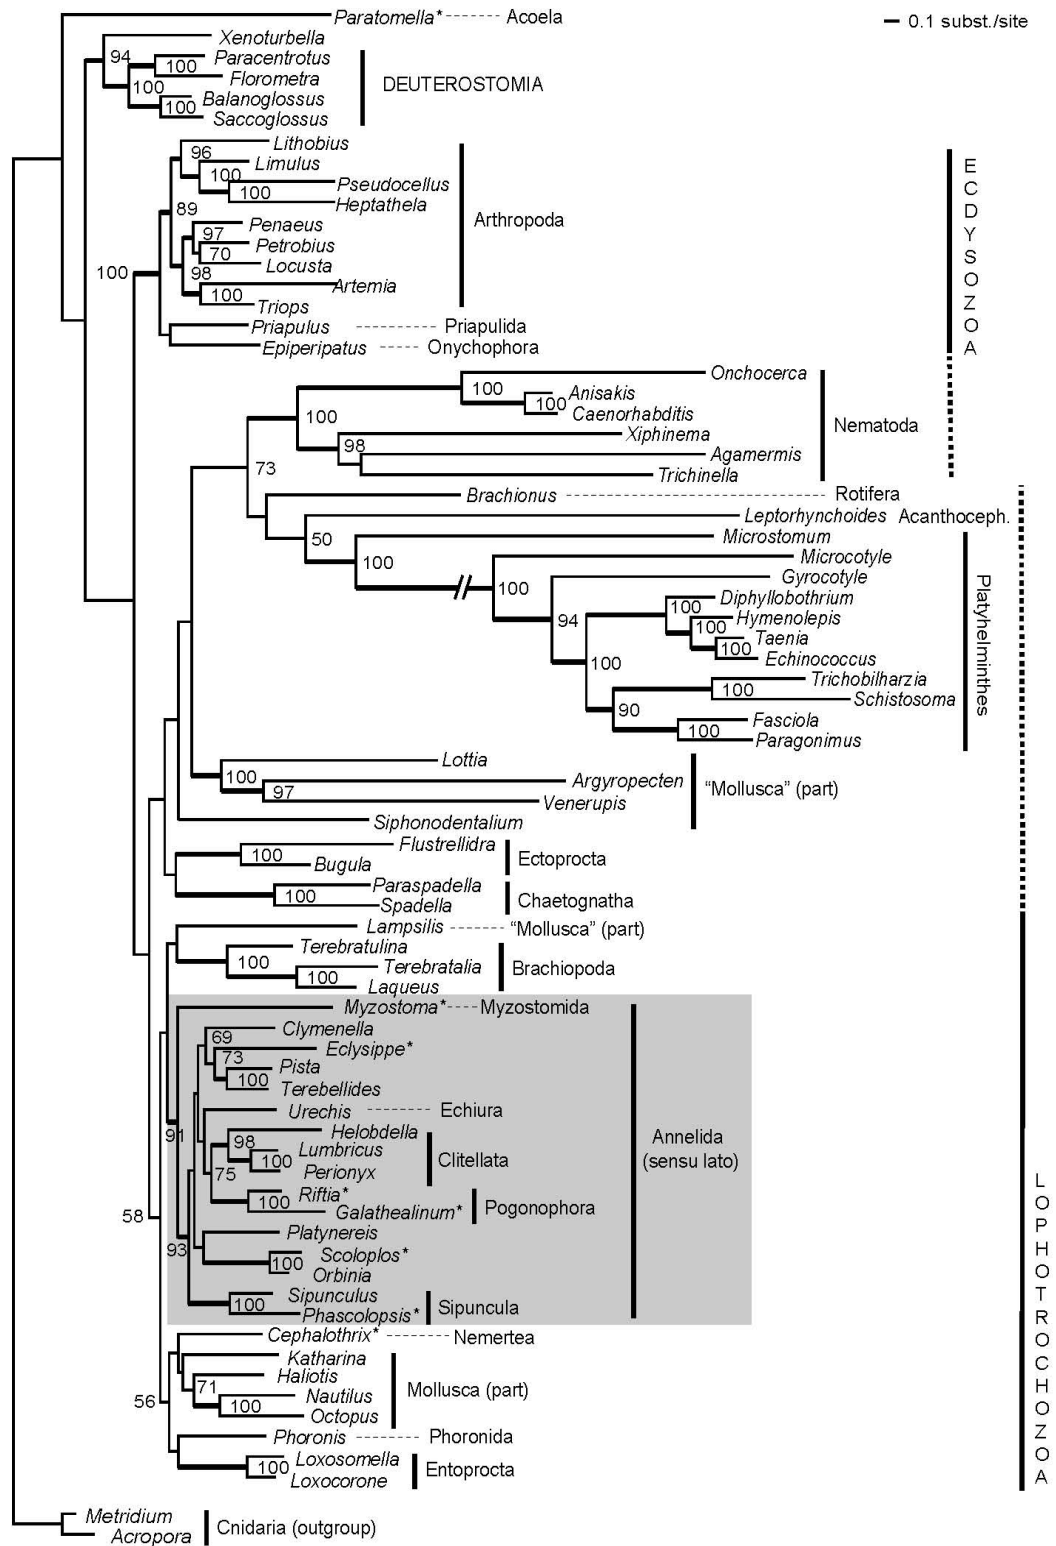 Paratomella* Acoela
0.1 subst./site
Xenoturbella
94
Paracentrotus
100
Florometra
DEUTEROSTOMIA
100
Balanoglossus
100
Saccoglossus
Lithobius
96
Limulus
100
Pseudocellus
100
Heptathela
89
Arthropoda
Penaeus
97
Petrobius
70
Locusta
98
100
Artemia
100
Triops
Priapulus Priapulida
Epiperipatus Onychophora
ECDYSOZOA
Onchocerca
100
Anisakis
100
Caenorhabditis
100
Nematoda
Xiphinema
98
Agamermis
73
Trichinella
Brachionus Rotifera
Leptorhynchoides Acanthoceph.
50
Microstomum
100
Microcotyle
100
Gyrocotyle
Diphyllobothrium
100
Hymenolepis
94
100
Taenia
100
Echinococcus
100
Trichobilharzia
100
Schistosoma
90
Fasciola
100
Paragonimus
Platyhelminthes
Lottia
100
Argyropecten
97
Venerupis
“Mollusca” (part)
Siphonodentalium
Flustrellidra
100
Bugula
Ectoprocta
Paraspadella
100
Spadella
Chaetognatha
Lampsilis “Mollusca” (part)
Terebratulina
100
Terebratalia
100
Laqueus
Brachiopoda
Myzostoma* Myzostomida
Clymenella
69
Eclysippe*
73
Pista
100
Terebellides
Urechis Echiura
91
Helobdella
98
Lumbricus
100
Perionyx
Clitellata
75
Annelida
(sensu lato)
Riftia*
100
Galathealinum*
Pogonophora
58
Platynereis
93
Scoloplos*
100
Orbinia
Sipunculus
100
Phascolopsis*
Sipuncula
Cephalothrix* Nemertea
Katharina
Haliotis
71
Nautilus
100
Octopus
Mollusca (part)
56
Phoronis Phoronida
Loxosomella
100
Loxocorone
Entoprocta
LOPHOTROCHOZOA
Metridium
Acropora
Cnidaria (outgroup)